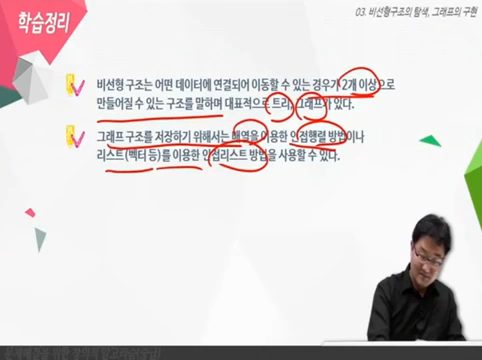 03. 비선형구조의 탐색, 그래프의 구현
학습정리
비선형 구조는 어떤 데이터에 연결되어 이동할 수 있는 경우가 2개 이상으로
만들어질 수 있는 구조를 말하며 대표적으로 트리, 그래프가 있다.
그래프 구조를 저장하기 위해서는 배열을 이용한 인접행렬 방법이나
리스트(벡터 등)를 이용한 인접리스트 방법을 사용할 수 있다.